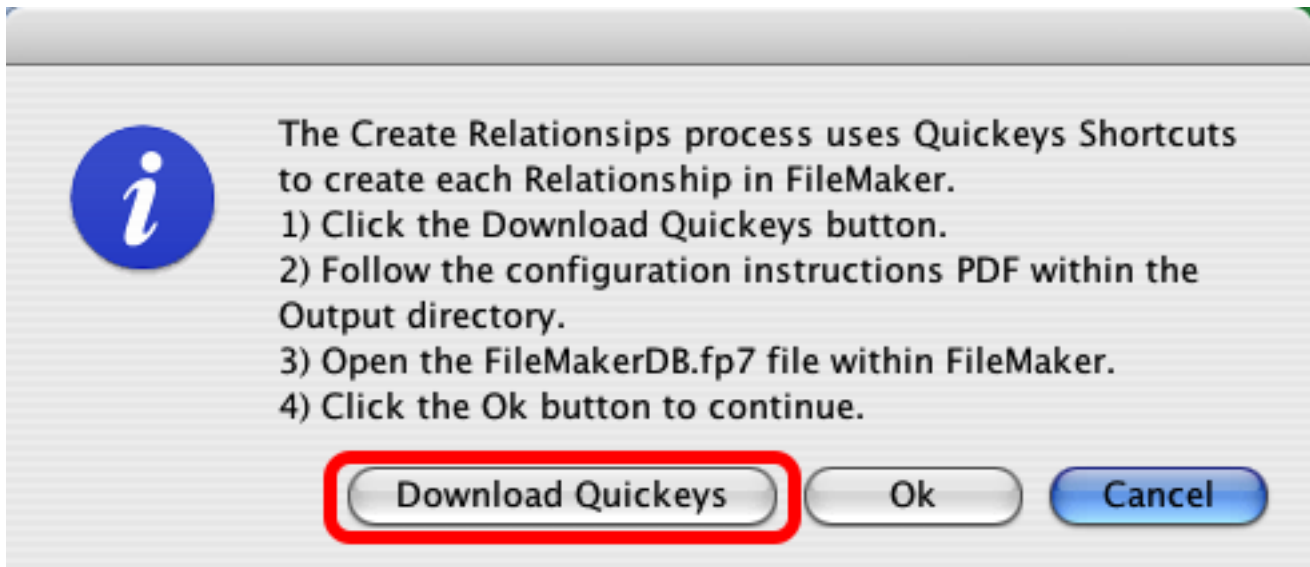 The Create Relationsips process uses Quickeys Shortcuts
to create each Relationship in FileMaker.
1) Click the Download Quickeys button.
2) Follow the configuration instructions PDF within the
Output directory.
3) Open the FileMakerDB.fp7 file within FileMaker.
4) Click the Ok button to continue.
Download Quickeys Ok Cancel